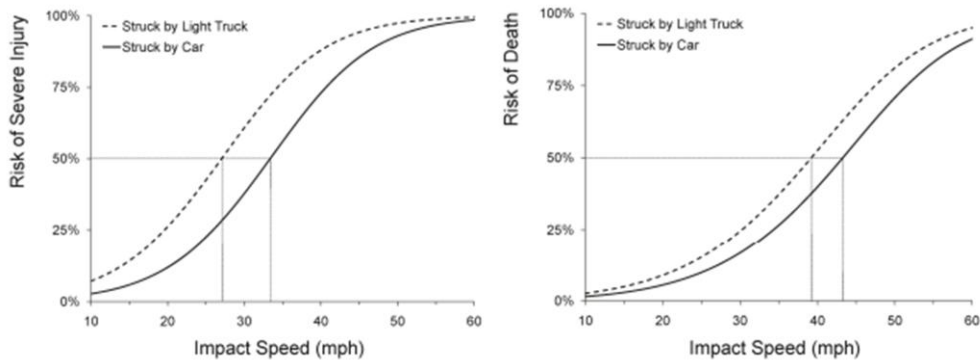 Risk of Severe Injury
100%
75%
50%
25%
0%
Struck by Light Truck
Struck by Car
10 20 30 40 50 60
Impact Speed (mph)
Risk of Death
100%
75%
50%
25%
0%
Struck by Light Truck
Struck by Car
10 20 30 40 50 60
Impact Speed (mph)